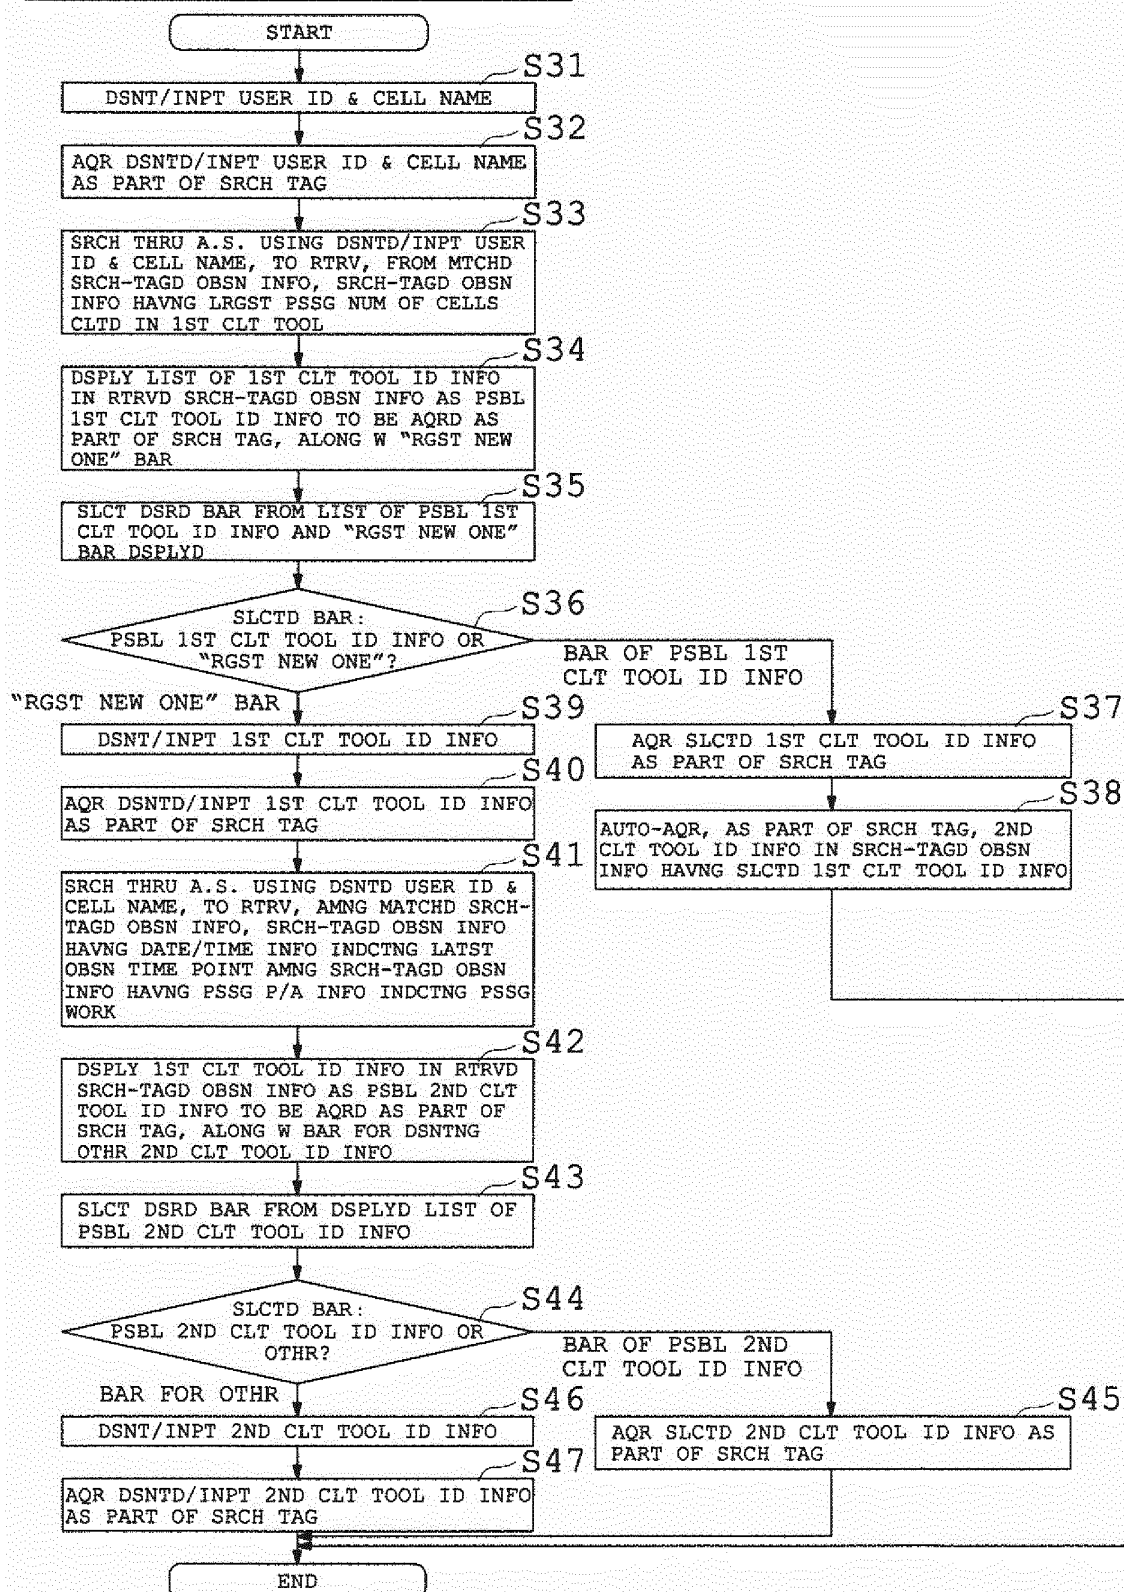 START
S31
DSNT/INPT USER ID & CELL NAME
S32
AQR DSNTD/INPT USER ID & CELL NAME
AS PART OF SRCH TAG
S33
SRCH THRU A.S. USING DSNTD/INPT USER
ID & CELL NAME, TO RTRV, FROM MTCHD
SRCH-TAGD OBSN INFO, SRCH-TAGD OBSN
INFO HAVNG LRGST PSSG NUM OF CELLS
CLTD IN 1ST CLT TOOL
S34
DSPLY LIST OF 1ST CLT TOOL ID INFO
IN RTRVD SRCH-TAGD OBSN INFO AS PSBL
1ST CLT TOOL ID INFO TO BE AQRD AS
PART OF SRCH TAG, ALONG W "RGST NEW
ONE" BAR
S35
SLCT DSRD BAR FROM LIST OF PSBL 1ST
CLT TOOL ID INFO AND "RGST NEW ONE"
BAR DSPLYD
S36
SLCTD BAR:
PSBL 1ST CLT TOOL ID INFO OR
"RGST NEW ONE"?
BAR OF PSBL 1ST
CLT TOOL ID INFO
"RGST NEW ONE" BAR
S37
AQR SLCTD 1ST CLT TOOL ID INFO
AS PART OF SRCH TAG
S38
AUTO-AQR, AS PART OF SRCH TAG, 2ND
CLT TOOL ID INFO IN SRCH-TAGD OBSN
INFO HAVNG SLCTD 1ST CLT TOOL ID INFO
S39
DSNT/INPT 1ST CLT TOOL ID INFO
S40
AQR DSNTD/INPT 1ST CLT TOOL ID INFO
AS PART OF SRCH TAG
S41
SRCH THRU A.S. USING DSNTD USER ID &
CELL NAME, TO RTRV, AMNG MATCHD SRCH-
TAGD OBSN INFO, SRCH-TAGD OBSN INFO
HAVNG DATE/TIME INFO INDCTNG LATST
OBSN TIME POINT AMNG SRCH-TAGD OBSN
INFO HAVNG PSSG P/A INFO INDCTNG PSSG
WORK
S42
DSPLY 1ST CLT TOOL ID INFO IN RTRVD
SRCH-TAGD OBSN INFO AS PSBL 2ND CLT
TOOL ID INFO TO BE AQRD AS PART OF
SRCH TAG, ALONG W BAR FOR DSNTNG
OTHR 2ND CLT TOOL ID INFO
S43
SLCT DSRD BAR FROM DSPLYD LIST OF
PSBL 2ND CLT TOOL ID INFO
S44
SLCTD BAR:
PSBL 2ND CLT TOOL ID INFO OR
OTHR?
BAR OF PSBL 2ND
CLT TOOL ID INFO
BAR FOR OTHR
S45
AQR SLCTD 2ND CLT TOOL ID INFO AS
PART OF SRCH TAG
S46
DSNT/INPT 2ND CLT TOOL ID INFO
S47
AQR DSNTD/INPT 2ND CLT TOOL ID INFO
AS PART OF SRCH TAG
END